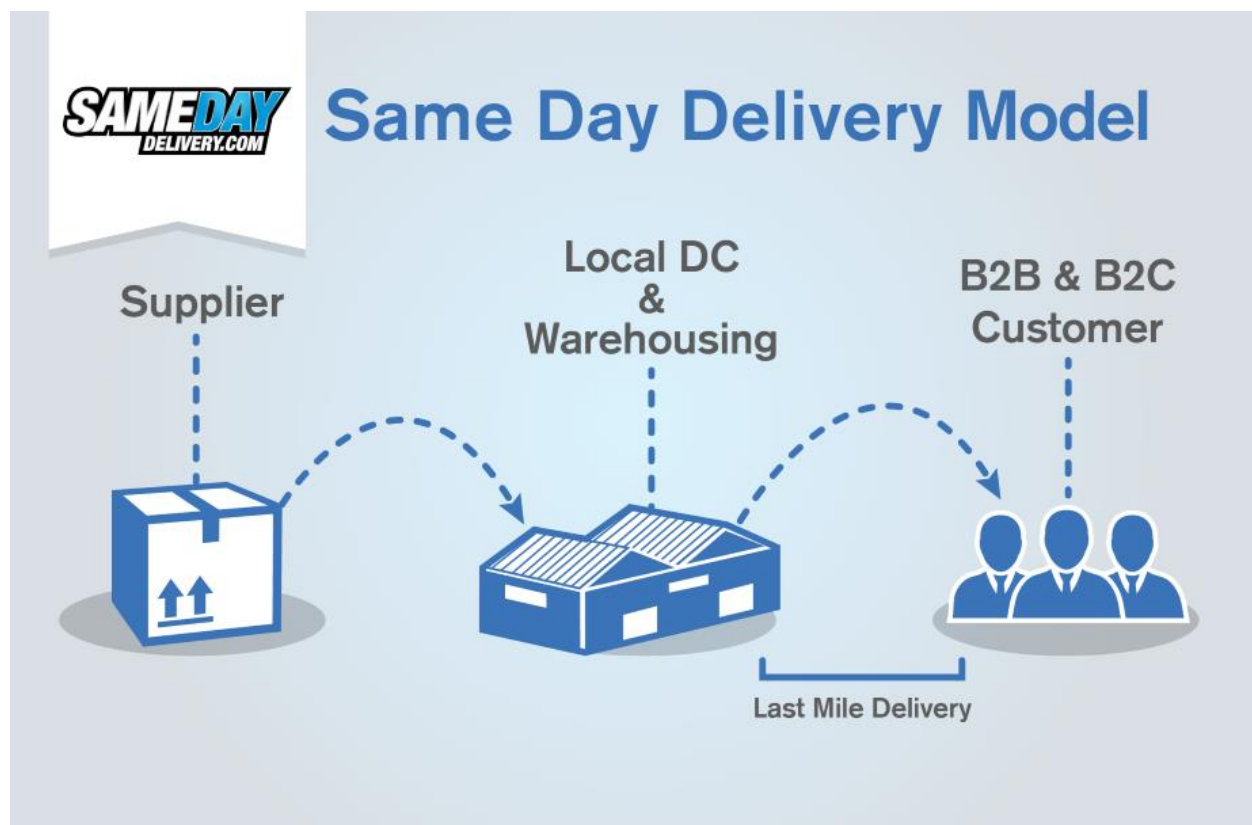 SAMEDAY
DELIVERY.COM
Same Day Delivery Model
Supplier
Local DC
&
Warehousing
B2B & B2C
Customer
Last Mile Delivery